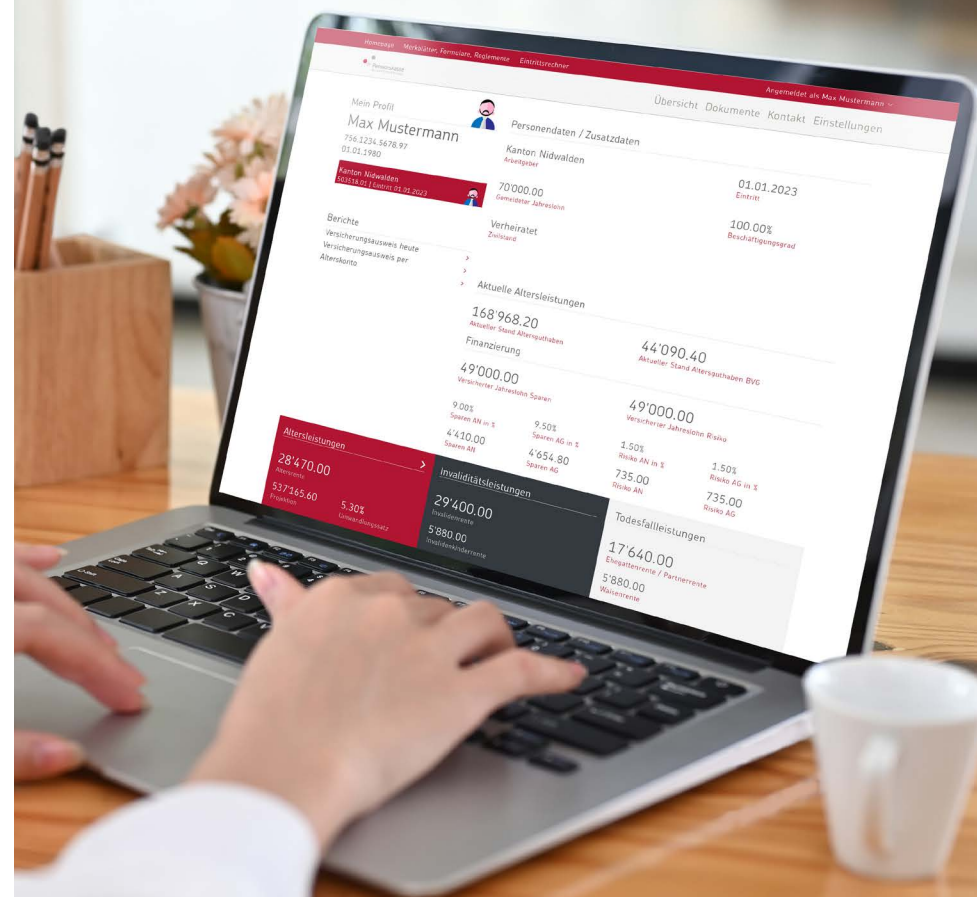 Homepage Merkblätter, Formulare, Reglemente Eintrittsrechner
Angemeldet als Max Mustermann
Pensionskasse
Übersicht Dokumente Kontakt Einstellungen
Mein Profil
Max Mustermann
756.1234.5678.97
01.01.1980
Kanton Nidwalden
503518.01 | Eintritt 01.01.2023
Berichte
Versicherungsausweis heute
Versicherungsausweis per
Alterskonto
Personendaten / Zusatzdaten
Kanton Nidwalden
Arbeitgeber
01.01.2023
Eintritt
70'000.00
Gemeldeter Jahreslohn
100.00%
Beschäftigungsgrad
Verheiratet
Zivilstand
Aktuelle Altersleistungen
168'968.20
Aktueller Stand Altersguthaben
44'090.40
Aktueller Stand Altersguthaben BVG
Finanzierung
49'000.00
Versicherter Jahreslohn Sparen
49'000.00
Versicherter Jahreslohn Risiko
9.00%
Sparen AN in %
9.50%
Sparen AG in %
1.50%
Risiko AN in %
1.50%
Risiko AG in %
4'410.00
Sparen AN
4'654.80
Sparen AG
735.00
Risiko AN
735.00
Risiko AG
Altersleistungen
28'470.00
Altersrente
537'165.60
Projektion
5.30%
Umwandlungssatz
Invaliditätsleistungen
29'400.00
Invalidenrente
5'880.00
Invalidenkinderrente
Todesfallleistungen
17'640.00
Ehegattenrente / Partnerrente
5'880.00
Waisenrente